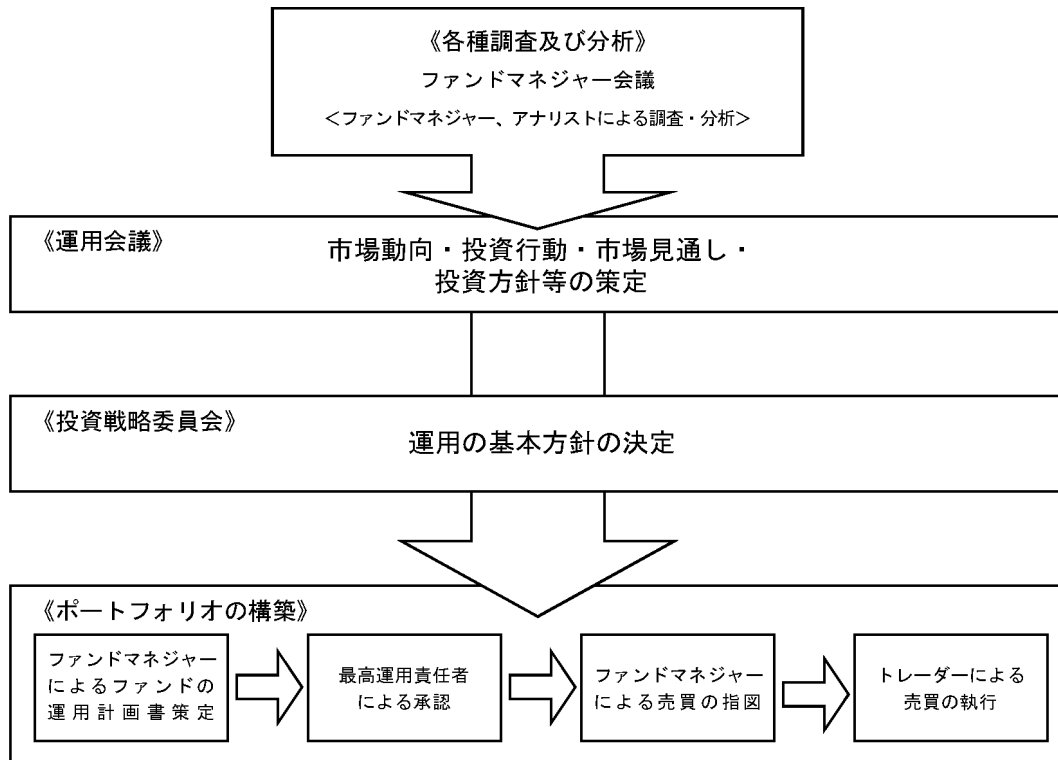 《各種調査及び分析》
ファンドマネジャー会議
＜ファンドマネジャー、アナリストによる調査・分析＞
《運用会議》
市場動向・投資行動・市場見通し・
投資方針等の策定
《投資戦略委員会》
運用の基本方針の決定
《ポートフォリオの構築》
ファンドマネジャー
によるファンドの
運用計画書策定
最高運用責任者
による承認
ファンドマネジャー
による売買の指図
トレーダーによる
売買の執行